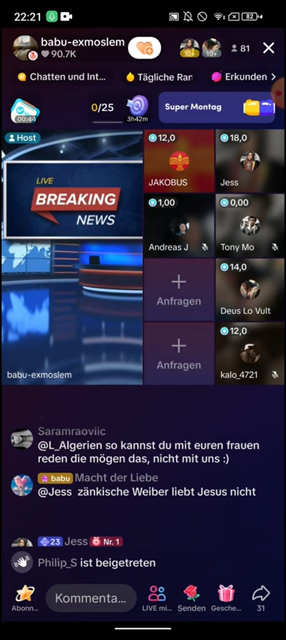 22:21
82
babu-exmoslem
90.7K
10+
10+
81
Chatten und Int...
Tägliche Ran
Erkunden
00:44
0/25
3h42m
Super Montag
Host
LIVE
BREAKING
NEWS
babu-exmoslem
12,0
JAKOBUS
18,0
Jess
1,00
Andreas J
0,00
Tony Mo
Anfragen
14,0
Deus Lo Vult
Anfragen
12,0
kalo_4721
Saramraoviic
@L_Algerien so kannst du mit euren frauen
reden die mögen das, nicht mit uns :)
babu Macht der Liebe
@Jess zänkische Weiber liebt Jesus nicht
23 Jess Nr. 1
Philip_S ist beigetreten
Abonn...
Kommenta...
LIVE mi...
Senden
Gesche...
31